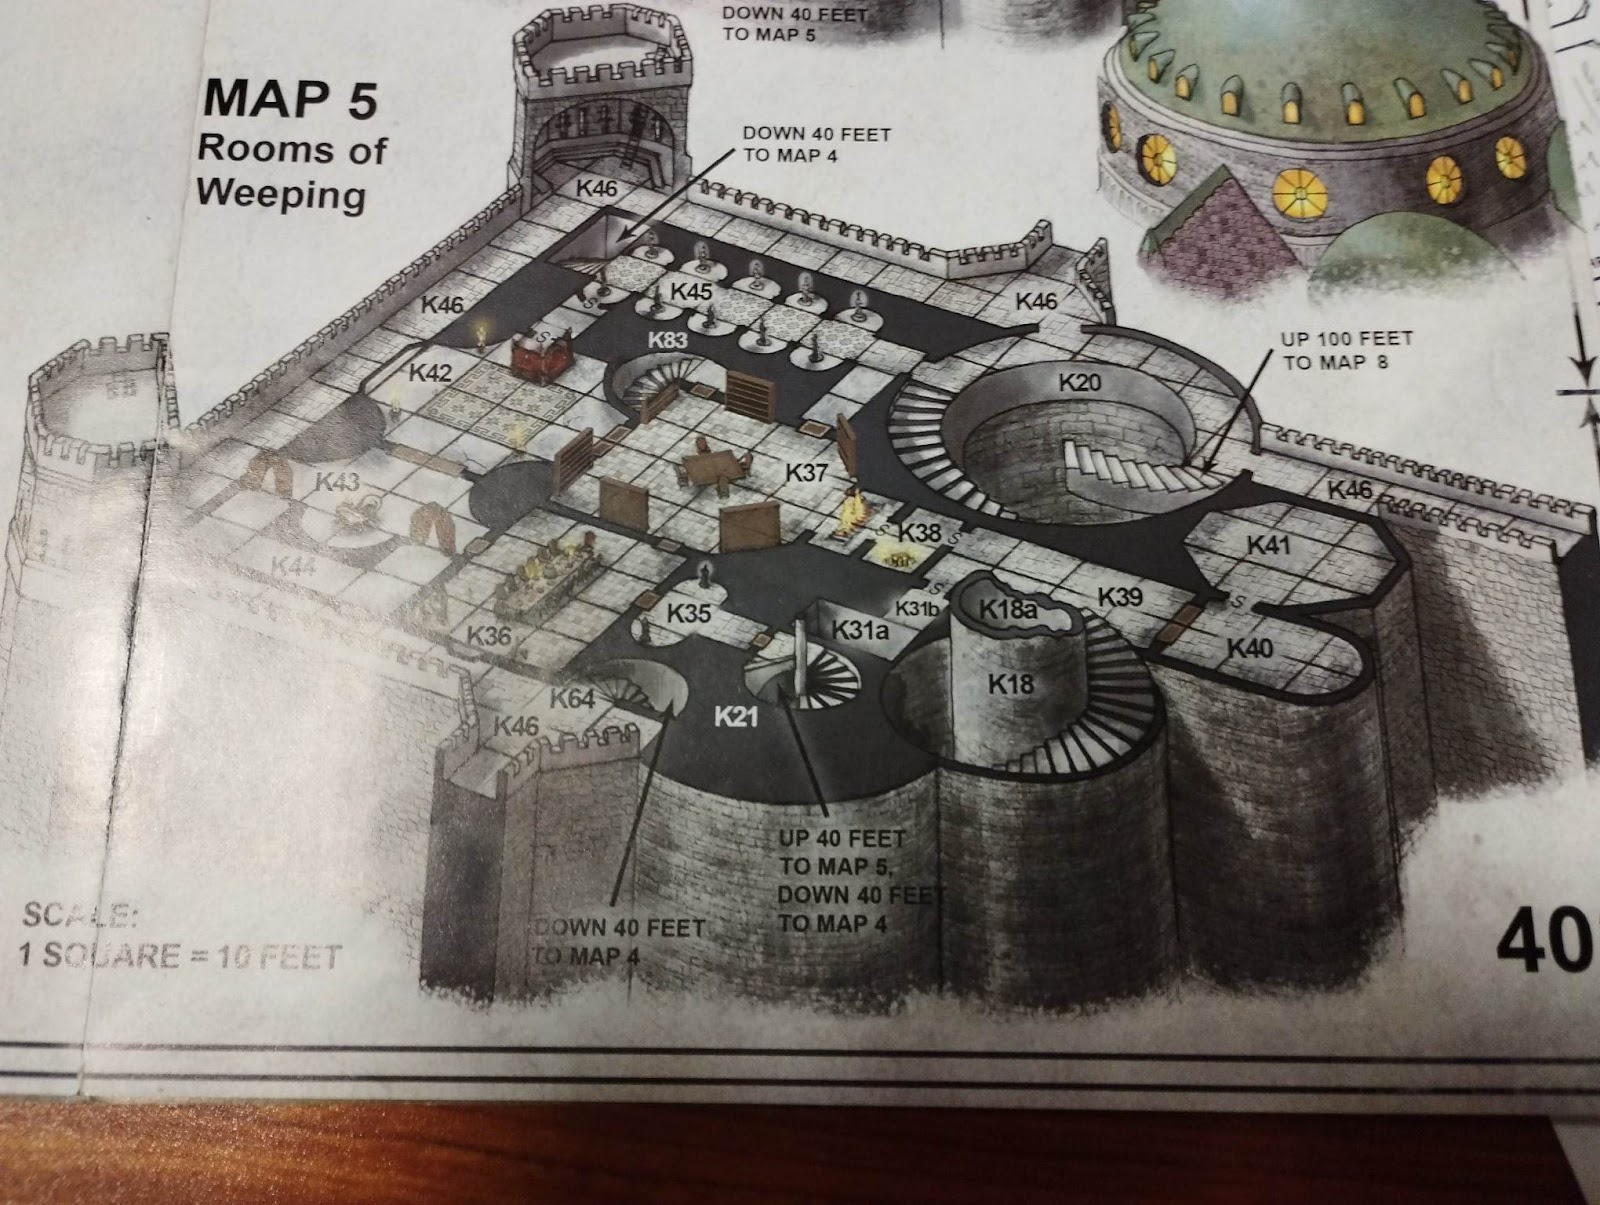 DOWN 40 FEET
TO MAP 5
MAP 5
Rooms of
Weeping
DOWN 40 FEET
TO MAP 4
K46
K46
K45
K46
K83
UP 100 FEET
TO MAP 8
K42
K20
K37
K43
K46
S
S
S
K38
S
K41
K44
S
K31b
K18a
K39
S
K35
K31a
K36
K40
K18
K64
K21
K46
UP 40 FEET
TO MAP 5,
DOWN 40 FEET
TO MAP 4
DOWN 40 FEET
TO MAP 4
SCALE:
1 SQUARE = 10 FEET
40